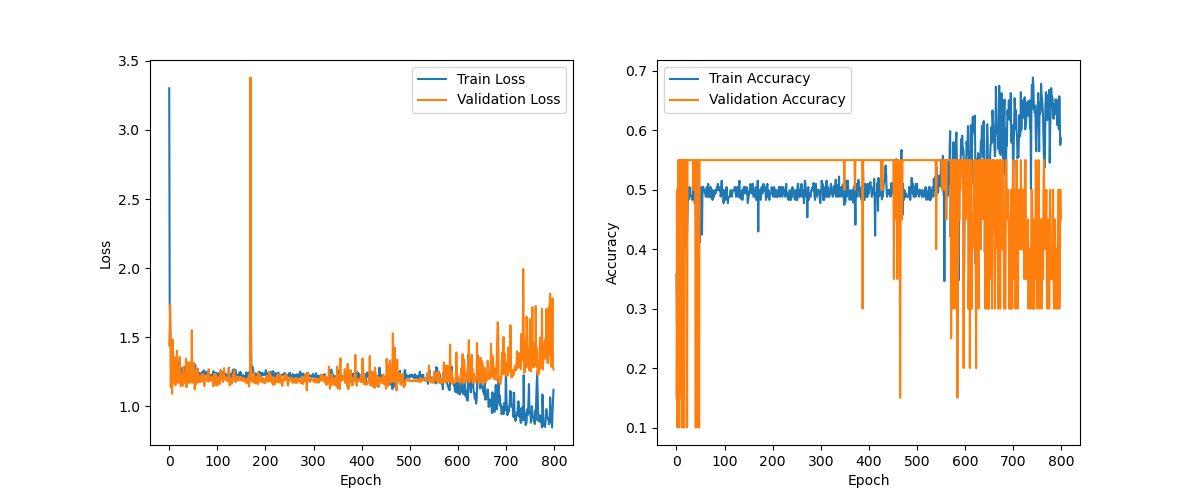 3.5
3.0
2.5
2.0
1.5
1.0
Loss
0 100 200 300 400 500 600 700 800
Epoch
Train Loss
Validation Loss
0.7
0.6
0.5
0.4
0.3
0.2
0.1
Accuracy
0 100 200 300 400 500 600 700 800
Epoch
Train Accuracy
Validation Accuracy